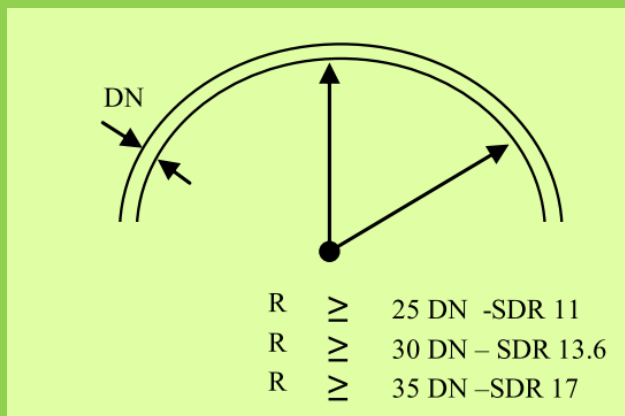 DN
R ≥ 25 DN -SDR 11
R ≥ 30 DN – SDR 13.6
R ≥ 35 DN –SDR 17